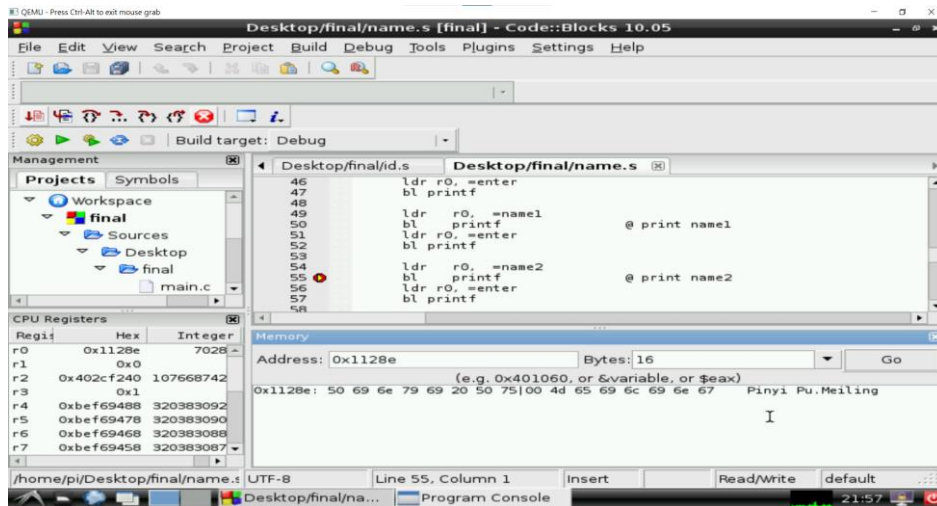 QEMU - Press Ctrl-Alt to exit mouse grab
Desktop/final/name.s [final] - Code::Blocks 10.05
File Edit View Search Project Build Debug Tools Plugins Settings Help
Build target: Debug
Management
Projects Symbols
Workspace
final
Sources
Desktop
final
main.c
Desktop/final/id.s Desktop/final/name.s
46 ldr r0, =enter
47 bl printf
48
49 ldr r0, =name1
50 bl printf @ print name1
51 ldr r0, =enter
52 bl printf
53
54 ldr r0, =name2
55 bl printf @ print name2
56 ldr r0, =enter
57 bl printf
58
CPU Registers
Regis Hex Integer
r0 0x1128e 7028
r1 0x0
r2 0x402cf240 107668742
r3 0x1
r4 0xbef69488 320383092
r5 0xbef69478 320383090
r6 0xbef69468 320383088
r7 0xbef69458 320383087
Memory
Address: 0x1128e Bytes: 16 Go
(e.g. 0x401060, or &variable, or $eax)
0x1128e: 50 69 6e 79 69 20 50 75|00 4d 65 69 6c 69 6e 67 Pinyi Pu.Meiling
/home/pi/Desktop/final/name.s UTF-8 Line 55, Column 1 Insert Read/Write default
Desktop/final/na... Program Console 21:57